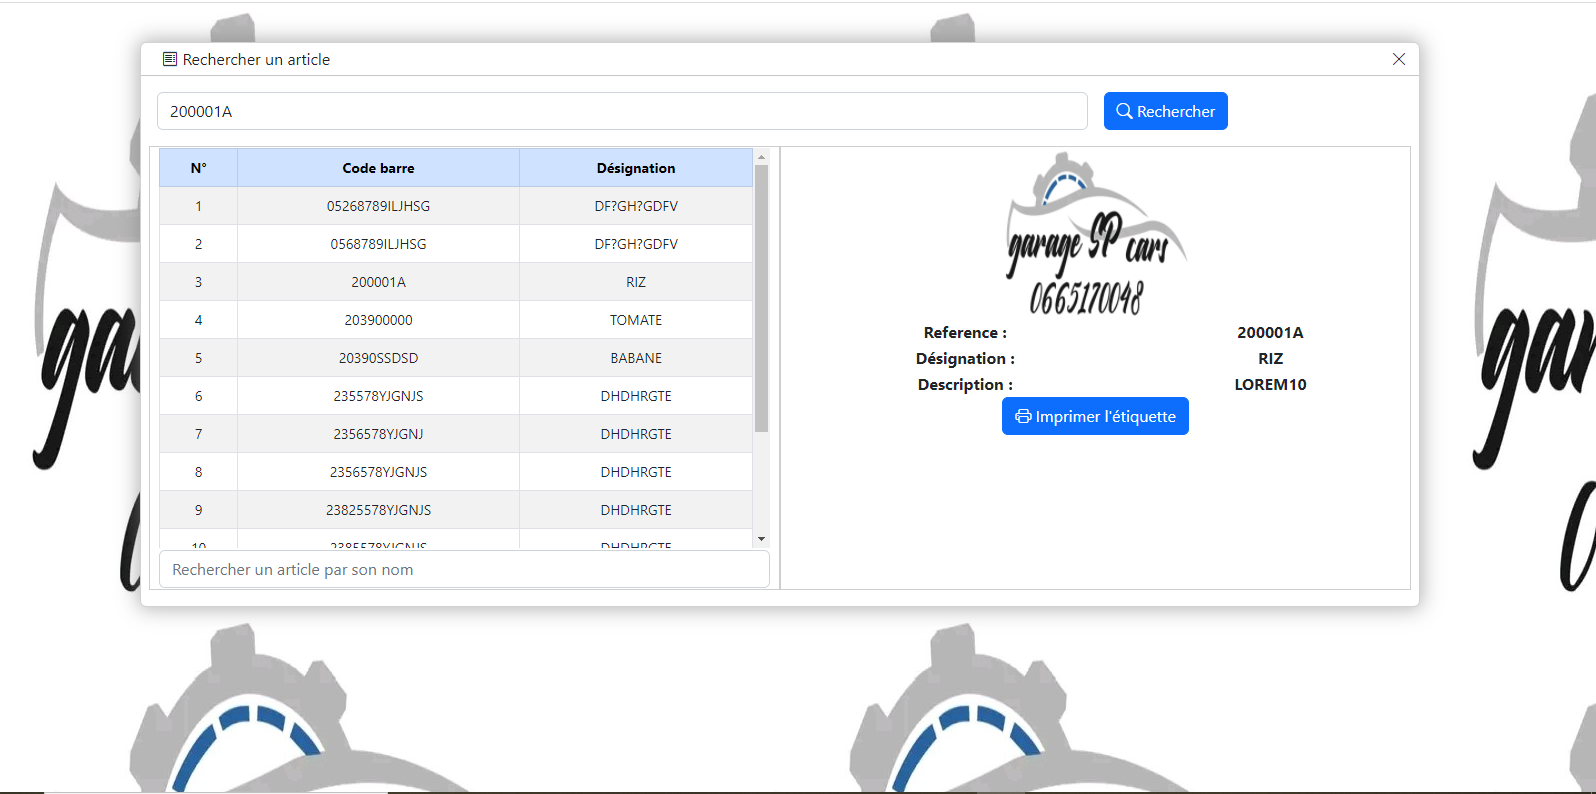 Rechercher un article
200001A
Rechercher
N° Code barre Désignation
1 05268789ILJHSG DF?GH?GDFV
2 0568789ILJHSG DF?GH?GDFV
3 200001A RIZ
4 203900000 TOMATE
5 20390SSDSD BABANE
6 235578YJGNJS DHDHRGTE
7 2356578YJGNJ DHDHRGTE
8 2356578YJGNJS DHDHRGTE
9 23825578YJGNJS DHDHRGTE
10 2385578YJGNJS DHDHRGTE
Rechercher un article par son nom
garage SP cars
0665170048
Reference : 200001A
Désignation : RIZ
Description : LOREM10
Imprimer l'étiquette